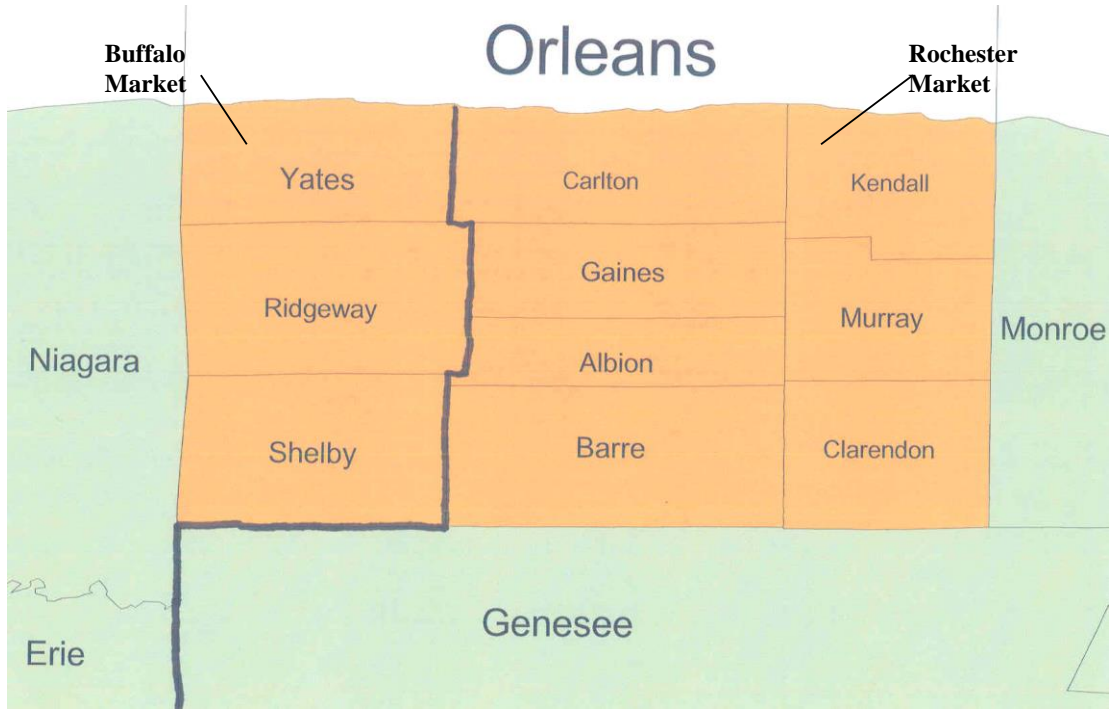 Orleans
Buffalo
Market
Rochester
Market
Yates
Carlton
Kendall
Gaines
Ridgeway
Murray
Monroe
Niagara
Albion
Shelby
Barre
Clarendon
Genesee
Erie